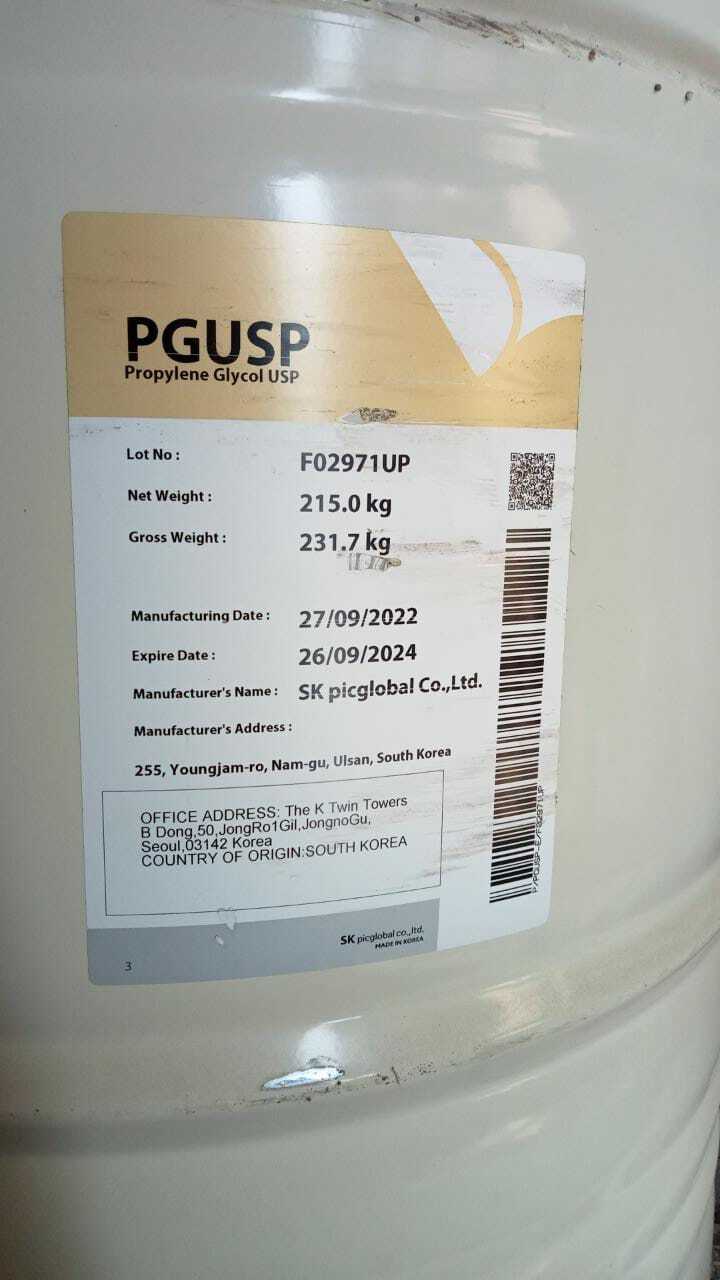 PGUSP
Propylene Glycol USP
Lot No : F02971UP
Net Weight : 215.0 kg
Gross Weight : 231.7 kg
Manufacturing Date : 27/09/2022
Expire Date : 26/09/2024
Manufacturer's Name : SK picglobal Co.,Ltd.
Manufacturer's Address :
255, Youngjam-ro, Nam-gu, Ulsan, South Korea
OFFICE ADDRESS: The K Twin Towers
B Dong,50,JongRo1Gil,JongnoGu,
Seoul,03142 Korea
COUNTRY OF ORIGIN:SOUTH KOREA
P/PGUSP-E/F02971UP
SK picglobal co.,ltd.
MADE IN KOREA
3